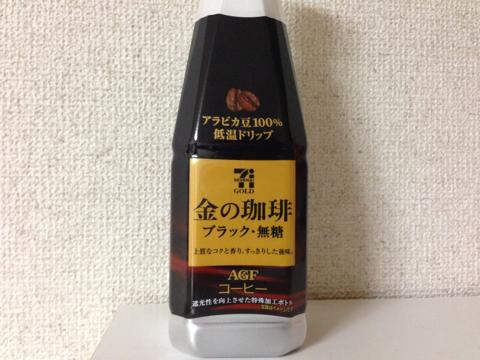 アラビカ豆100%
低温ドリップ
GOLD
金の珈琲
ブラック・無糖
上質なコクと香り、すっきりした後味。
AGF
コーヒー
遮光性を向上させた特殊加工ボトル